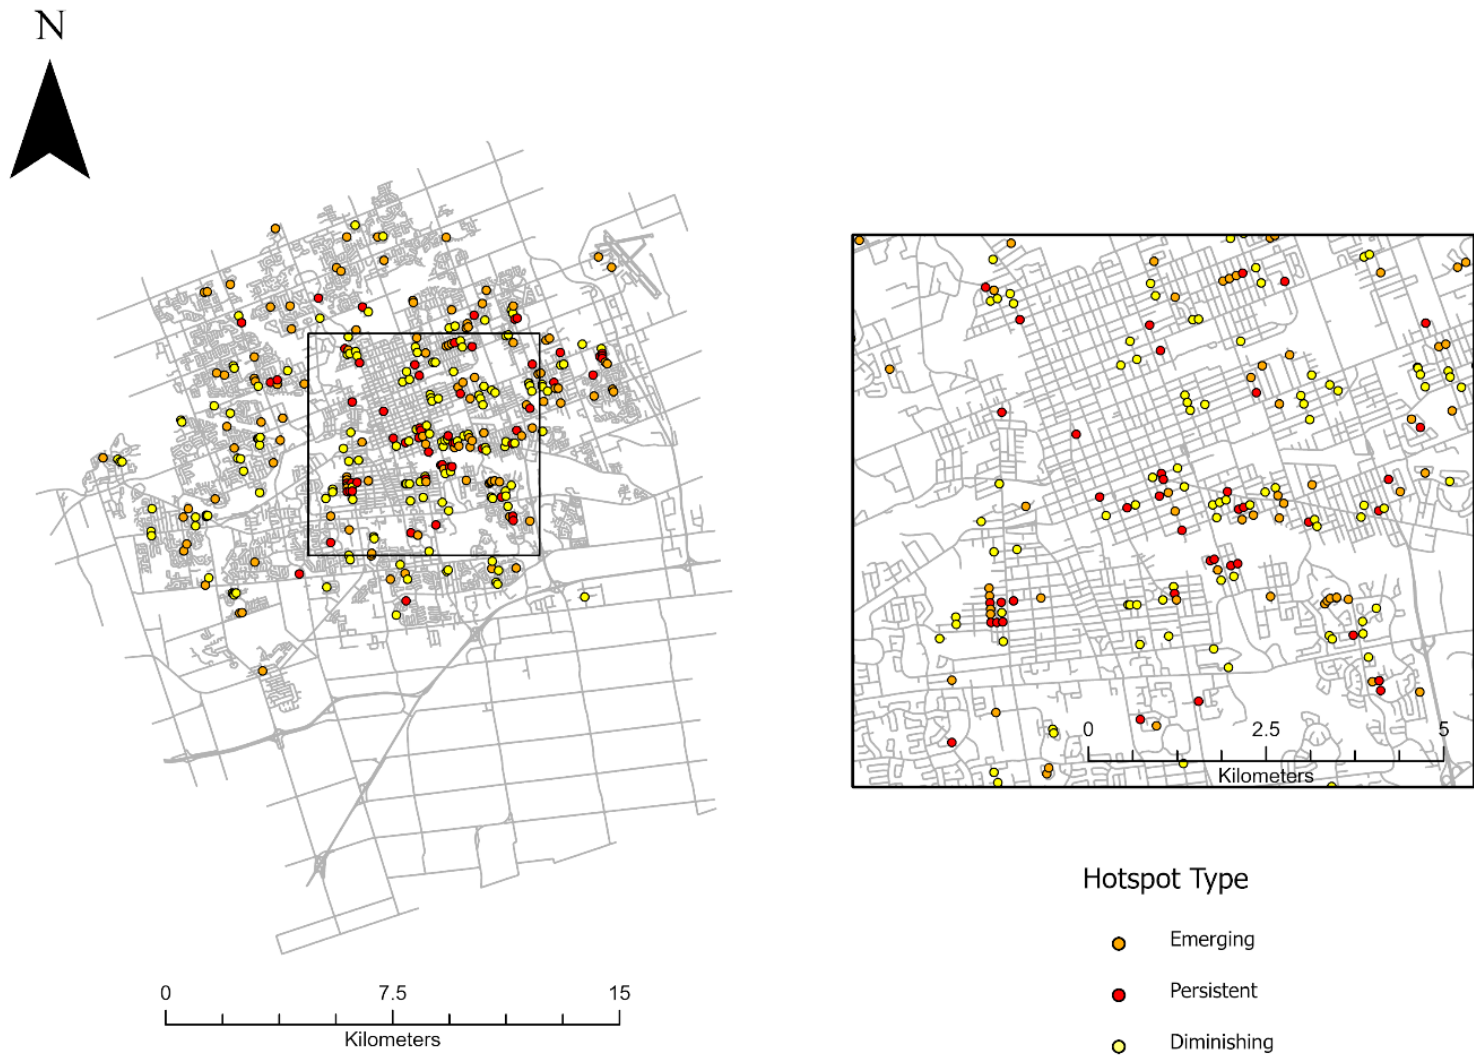 N
0 2.5 5
Kilometers
Hotspot Type
Emerging
Persistent
Diminishing
0 7.5 15
Kilometers